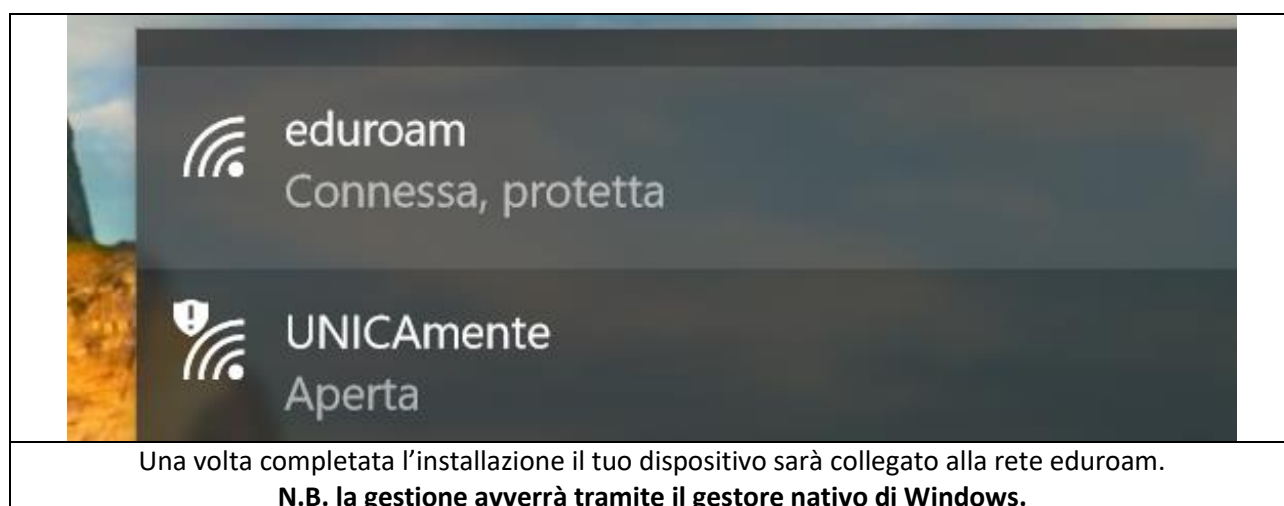 eduroam
Connessa, protetta
UNICAmente
Aperta
Una volta completata l’installazione il tuo dispositivo sarà collegato alla rete eduroam.
N.B. la gestione avverrà tramite il gestore nativo di Windows.